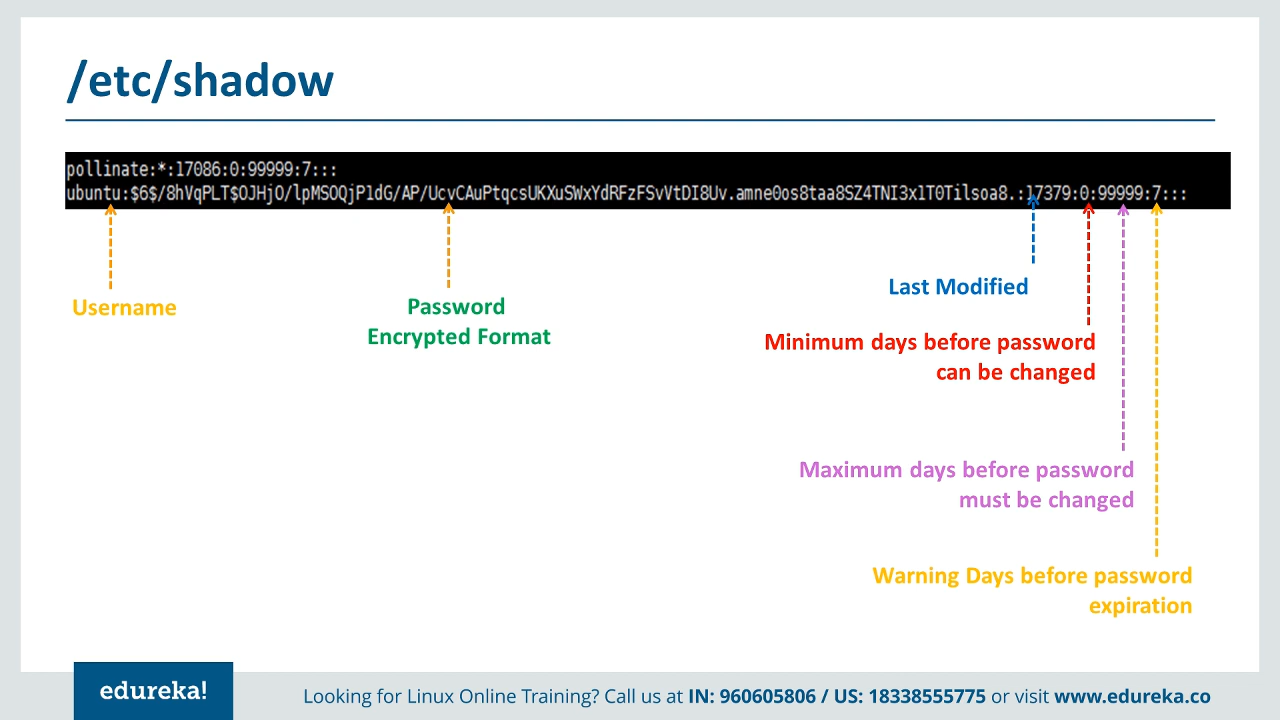 /etc/shadow
pollinate:*:17086:0:99999:7:::
ubuntu:$6$/8hVqPLT$OJHjO/lpMSOQjP1dG/AP/UcvCAuPtqcsUKXuSWxYdRFzFSvVtDI8Uv.amne0os8taa8SZ4TNI3x1T0Tilsoa8.:17379:0:99999:7:::
Username
Password
Encrypted Format
Last Modified
Minimum days before password
can be changed
Maximum days before password
must be changed
Warning Days before password
expiration
edureka!
Looking for Linux Online Training? Call us at IN: 960605806 / US: 18338555775 or visit www.edureka.co